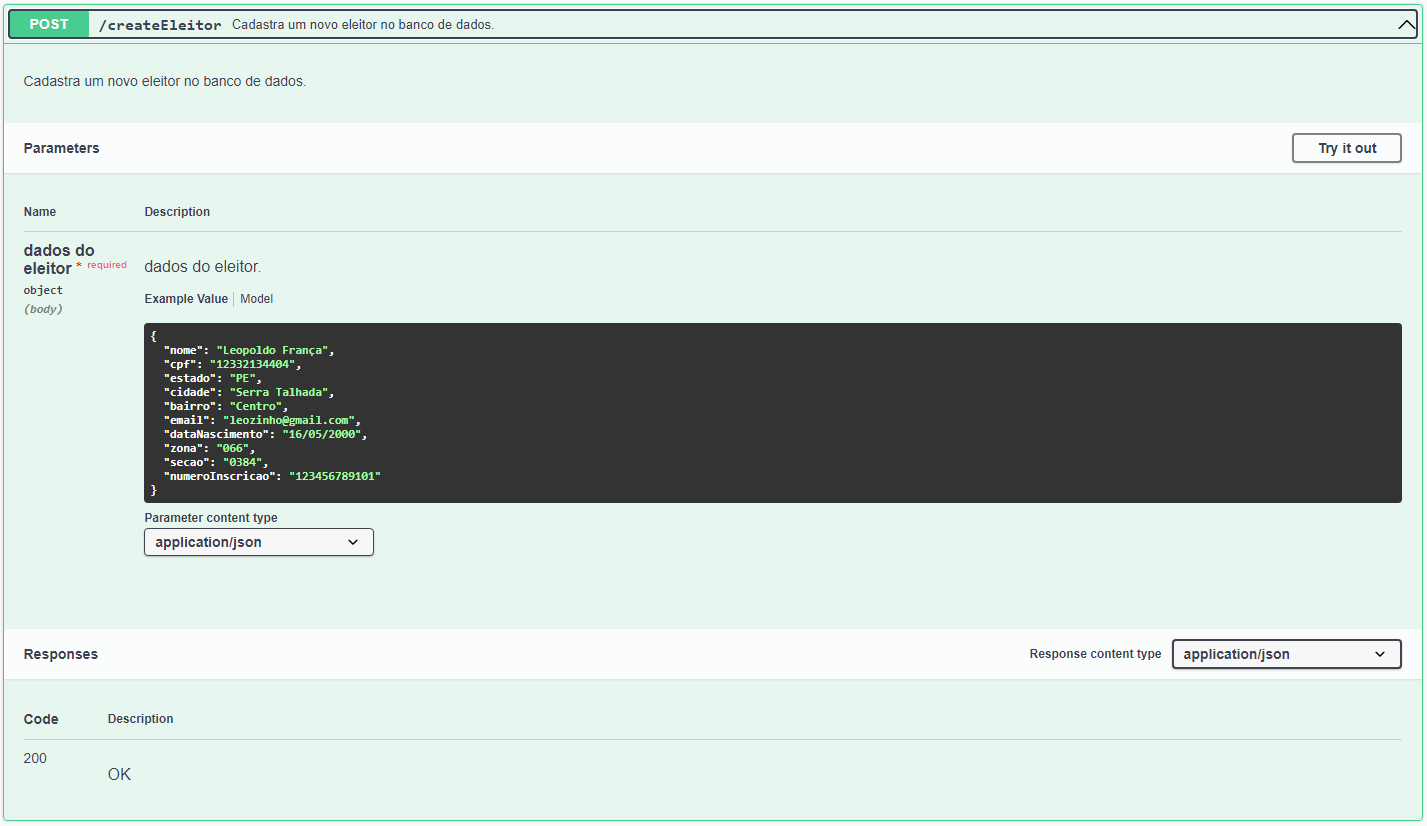 POST /createEleitor Cadastra um novo eleitor no banco de dados.
Cadastra um novo eleitor no banco de dados.
Parameters Try it out
Name Description
dados do
eleitor * required
object
(body)
dados do eleitor.
Example Value Model
{
"nome": "Leopoldo França",
"cpf": "12332134404",
"estado": "PE",
"cidade": "Serra Talhada",
"bairro": "Centro",
"email": "leozinho@gmail.com",
"dataNascimento": "16/05/2000",
"zona": "066",
"secao": "0384",
"numeroInscricao": "123456789101"
}
Parameter content type
application/json
Responses Response content type application/json
Code Description
200
OK